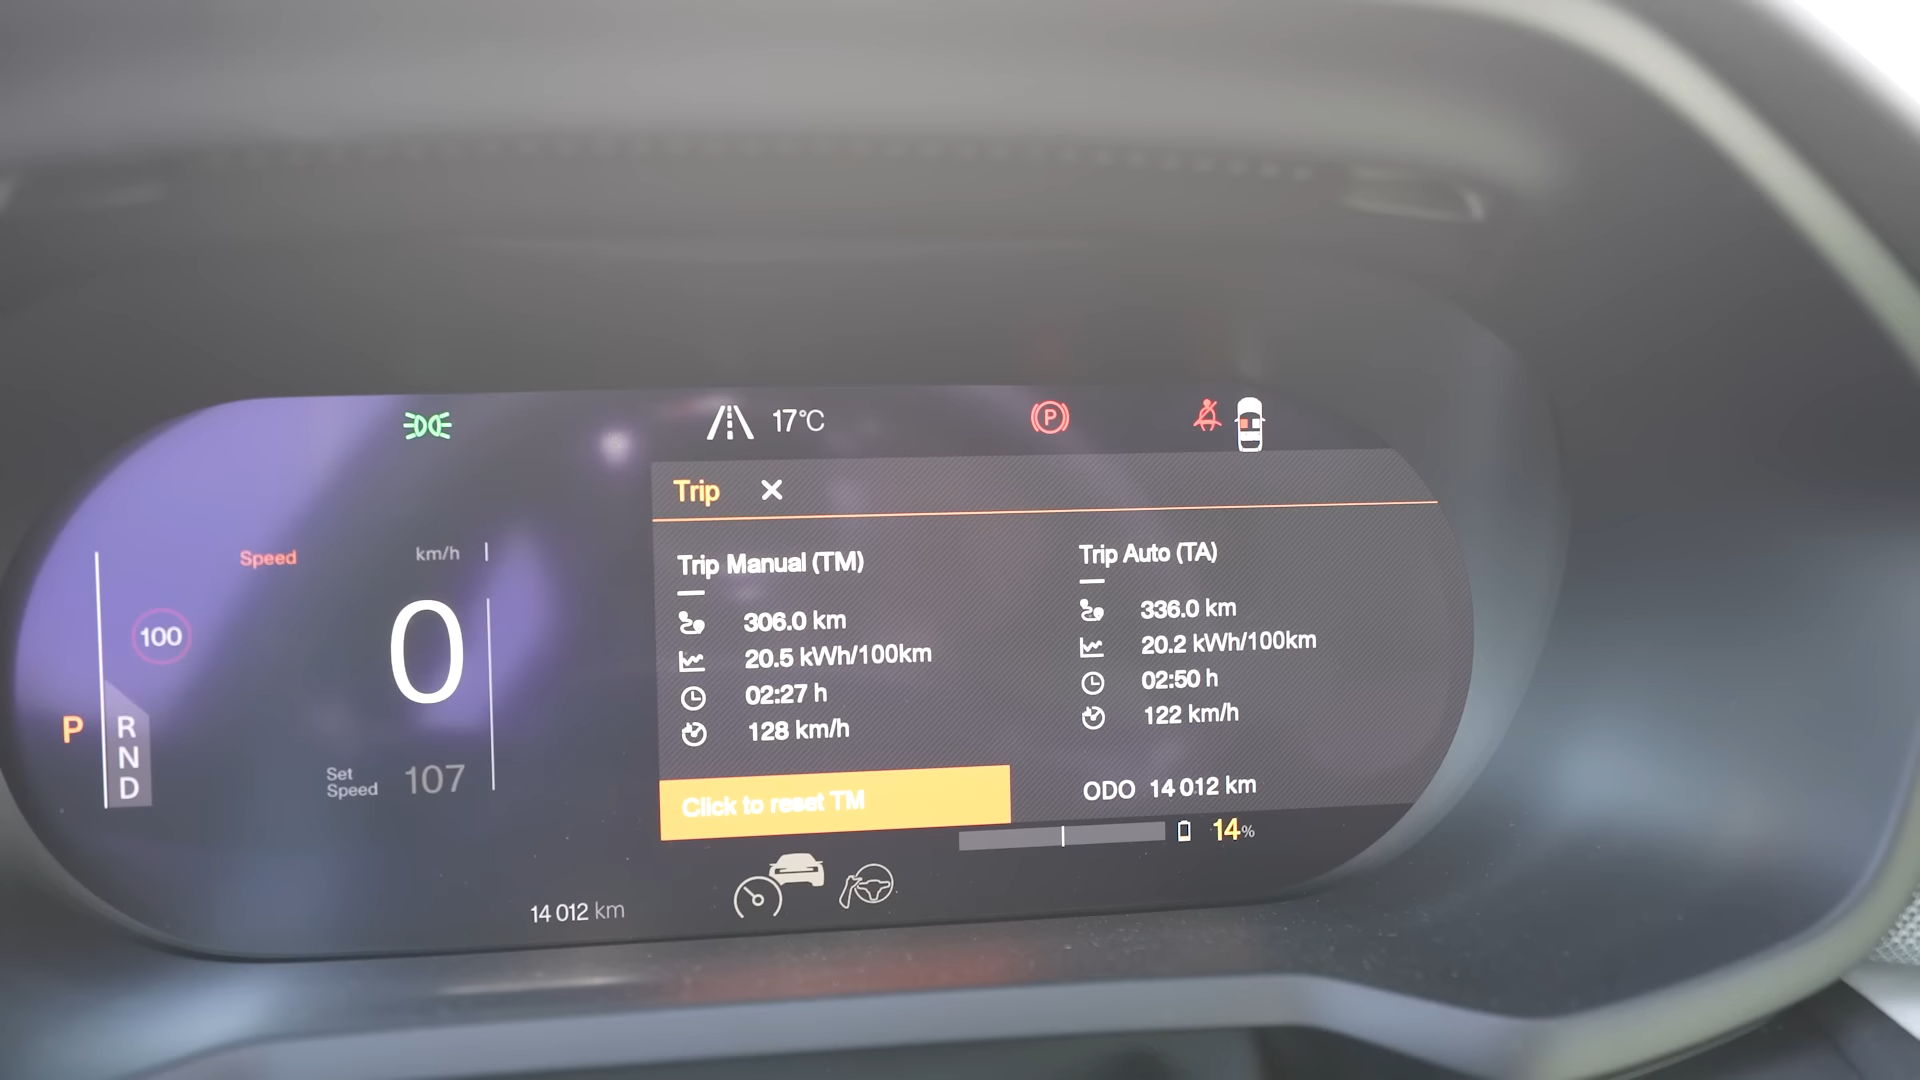 17°C
P
Trip ✕
Speed
km/h
100
0
P
R
N
D
Set
Speed
107
Trip Manual (TM)
306.0 km
20.5 kWh/100km
02:27 h
128 km/h
Click to reset TM
Trip Auto (TA)
336.0 km
20.2 kWh/100km
02:50 h
122 km/h
ODO 14 012 km
14%
14 012 km